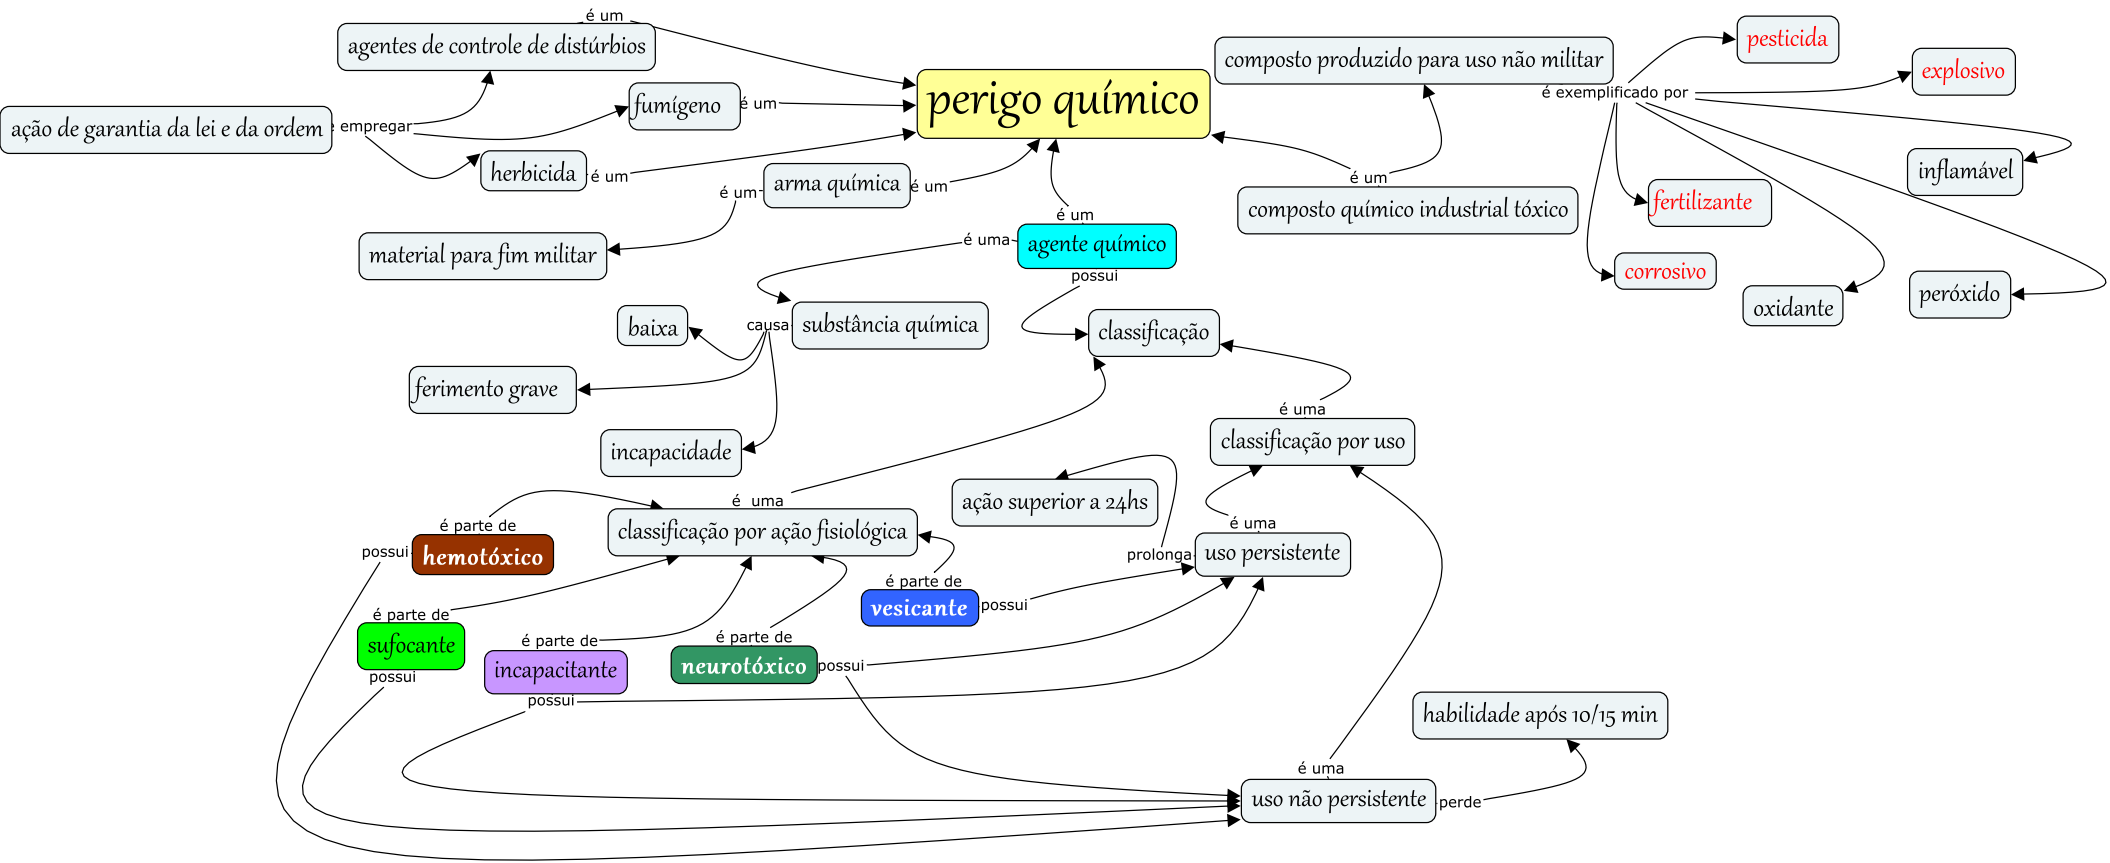 é um
agentes de controle de distúrbios
composto produzido para uso não militar
pesticida
explosivo
é exemplificado por
perigo químico
fumígeno
é um
ação de garantia da lei e da ordem
empregar
herbicida
é um
arma química
é um
é um
inflamável
é um
composto químico industrial tóxico
fertilizante
material para fim militar
é um
é uma
agente químico
possui
corrosivo
oxidante
peróxido
baixa
causa
substância química
classificação
ferimento grave
é uma
classificação por uso
incapacidade
é uma
ação superior a 24hs
é parte de
classificação por ação fisiológica
é uma
possui
hemotóxico
prolonga
uso persistente
é parte de
vesicante
possui
é parte de
sufocante
possui
é parte de
incapacitante
possui
é parte de
neurotóxico
possui
habilidade após 10/15 min
é uma
uso não persistente
perde